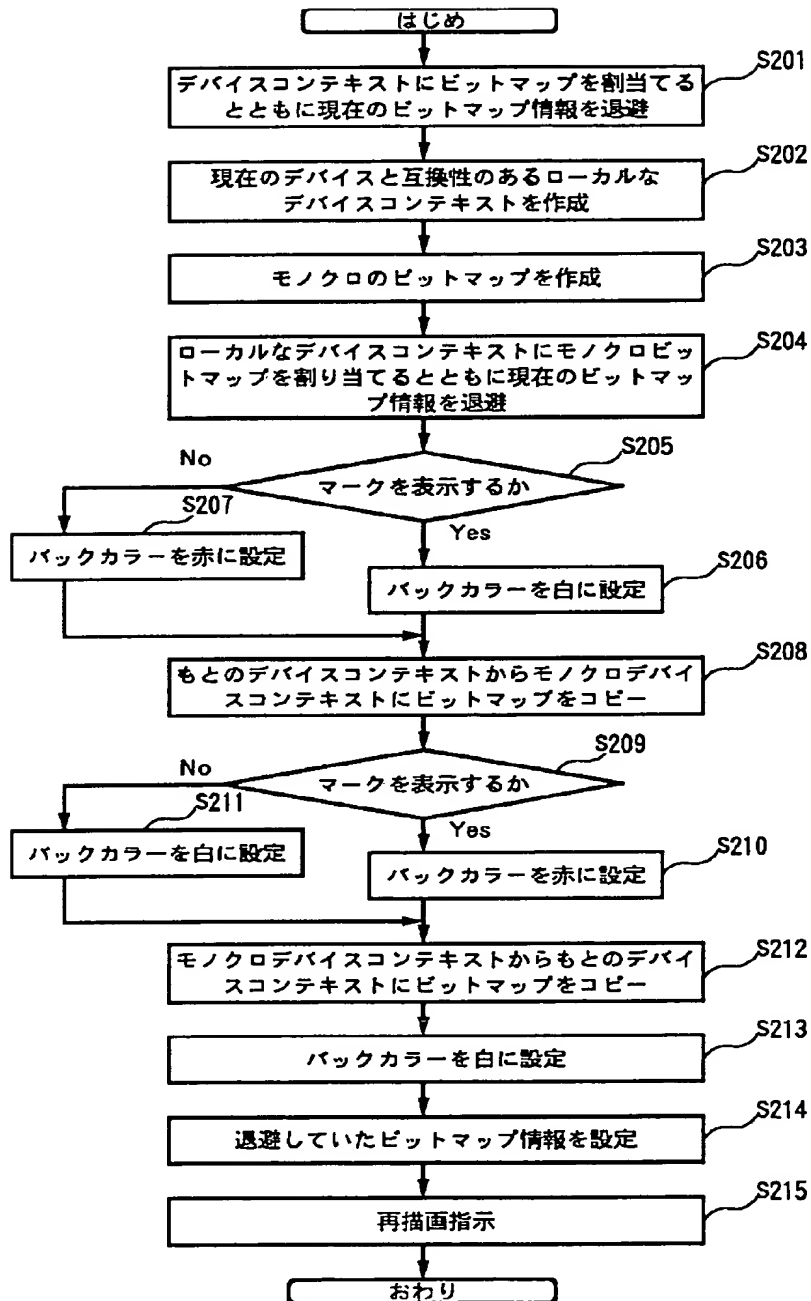 はじめ
S201
デバイスコンテキストにビットマップを割当てる
とともに現在のビットマップ情報を退避
S202
現在のデバイスと互換性のあるローカルな
デバイスコンテキストを作成
S203
モノクロのビットマップを作成
S204
ローカルなデバイスコンテキストにモノクロビッ
トマップを割り当てるとともに現在のビットマッ
プ情報を退避
S205
マークを表示するか
No
Yes
S207
バックカラーを赤に設定
S206
バックカラーを白に設定
S208
もとのデバイスコンテキストからモノクロデバイ
スコンテキストにビットマップをコピー
S209
マークを表示するか
No
Yes
S211
バックカラーを白に設定
S210
バックカラーを赤に設定
S212
モノクロデバイスコンテキストからもとのデバイ
スコンテキストにビットマップをコピー
S213
バックカラーを白に設定
S214
退避していたビットマップ情報を設定
S215
再描画指示
おわり